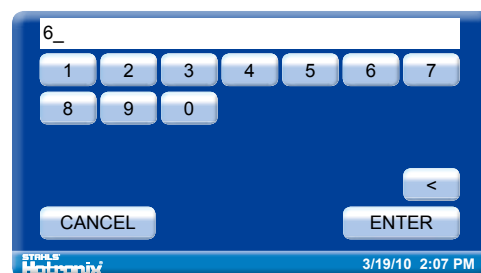 6_
1 2 3 4 5 6 7
8 9 0
<
CANCEL ENTER
STAHLS'
Hotronix 3/19/10 2:07 PM